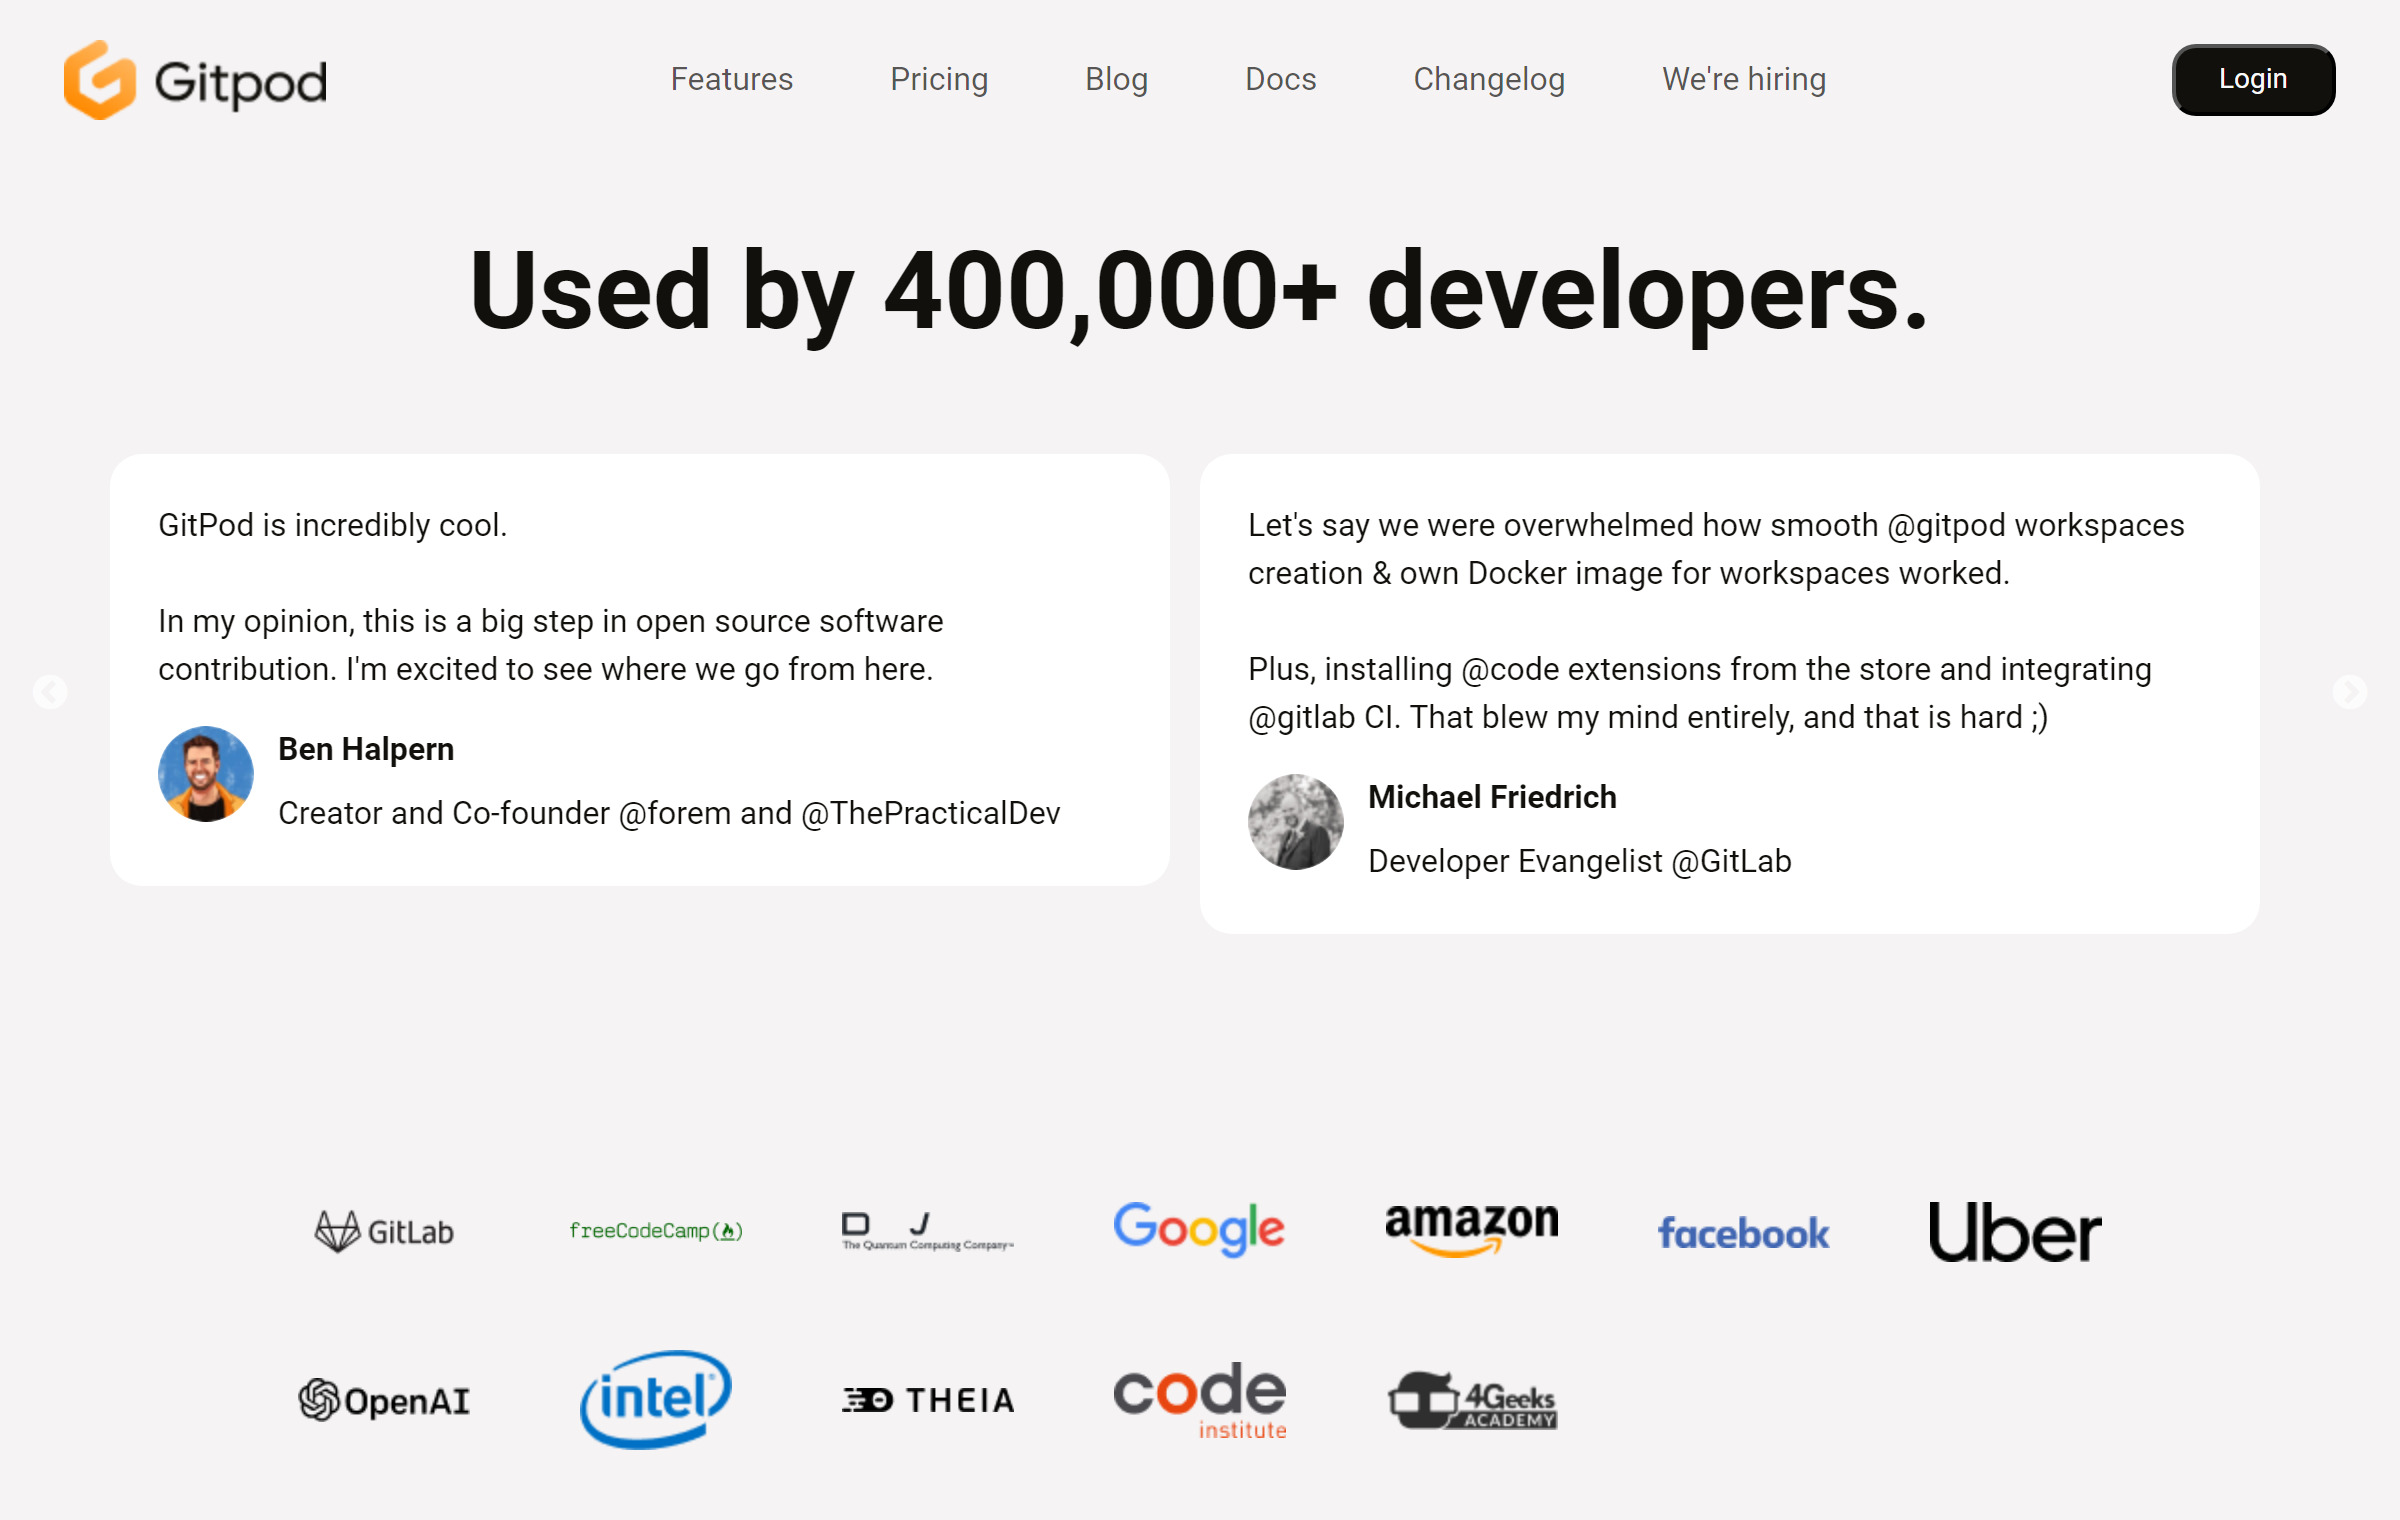 Gitpod
Features
Pricing
Blog
Docs
Changelog
We're hiring
Login
Used by 400,000+ developers.
GitPod is incredibly cool.
In my opinion, this is a big step in open source software
contribution. I'm excited to see where we go from here.
Ben Halpern
Creator and Co-founder @forem and @ThePracticalDev
Let's say we were overwhelmed how smooth @gitpod workspaces
creation & own Docker image for workspaces worked.
Plus, installing @code extensions from the store and integrating
@gitlab CI. That blew my mind entirely, and that is hard ;)
Michael Friedrich
Developer Evangelist @GitLab
GitLab
freeCodeCamp
D J
The Quantum Computing Company™
Google
amazon
facebook
Uber
OpenAI
intel
THEIA
code
institute
4Geeks
ACADEMY